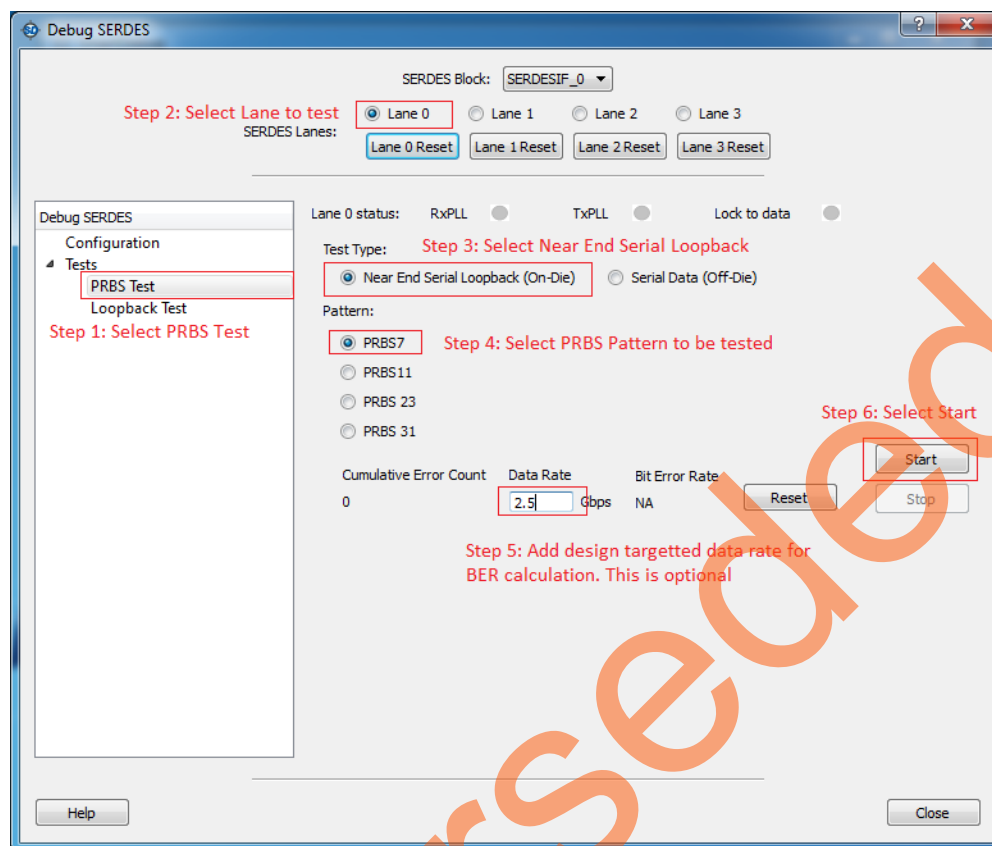 Debug SERDES
SERDES Block: SERDESIF_0
Step 2: Select Lane to test
Lane 0 Lane 1 Lane 2 Lane 3
SERDES Lanes:
Lane 0 Reset Lane 1 Reset Lane 2 Reset Lane 3 Reset
Debug SERDES
Configuration
Tests
PRBS Test
Loopback Test
Step 1: Select PRBS Test
Lane 0 status: RxPLL TxPLL Lock to data
Test Type: Step 3: Select Near End Serial Loopback
Near End Serial Loopback (On-Die) Serial Data (Off-Die)
Pattern:
PRBS7 Step 4: Select PRBS Pattern to be tested
PRBS11
PRBS 23
PRBS 31
Step 6: Select Start
Start
Cumulative Error Count Data Rate Bit Error Rate
0 2.5 Gbps NA Reset Stop
Step 5: Add design targetted data rate for
BER calculation. This is optional
Help Close